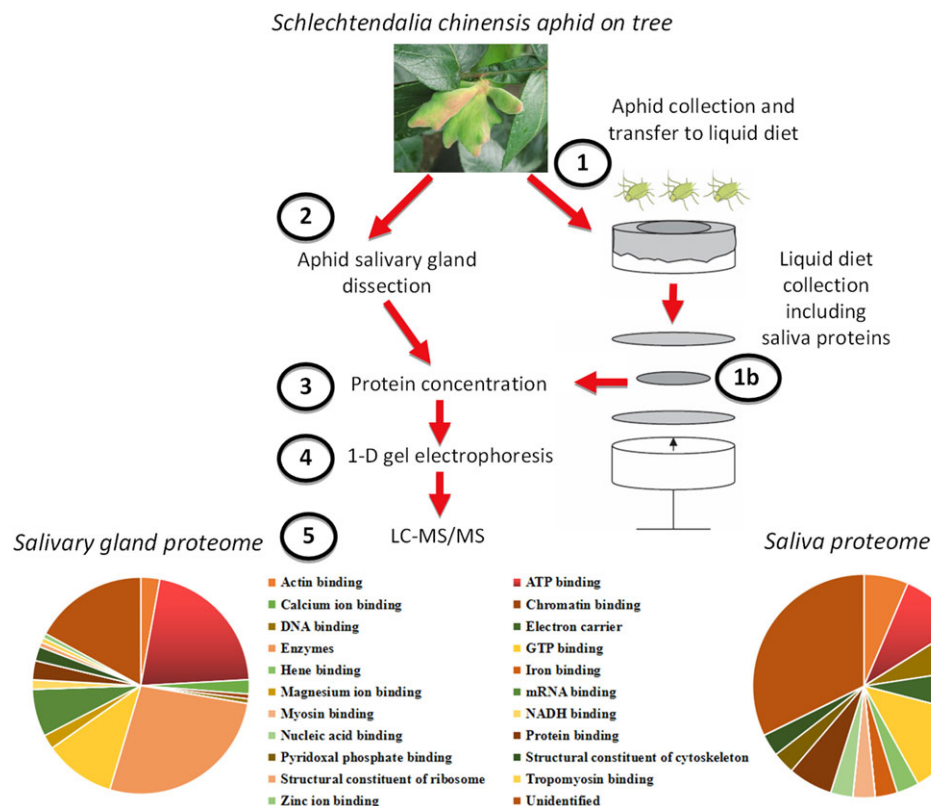 Schlechtendalia chinensis aphid on tree
1
Aphid collection and
transfer to liquid diet
2
Aphid salivary gland
dissection
Liquid diet
collection
including
saliva proteins
1b
3
Protein concentration
4
1-D gel electrophoresis
5
LC-MS/MS
Salivary gland proteome
Saliva proteome
Actin binding
ATP binding
Calcium ion binding
Chromatin binding
DNA binding
Electron carrier
Enzymes
GTP binding
Hene binding
Iron binding
Magnesium ion binding
mRNA binding
Myosin binding
NADH binding
Nucleic acid binding
Protein binding
Pyridoxal phosphate binding
Structural constituent of cytoskeleton
Structural constituent of ribosome
Tropomyosin binding
Zinc ion binding
Unidentified